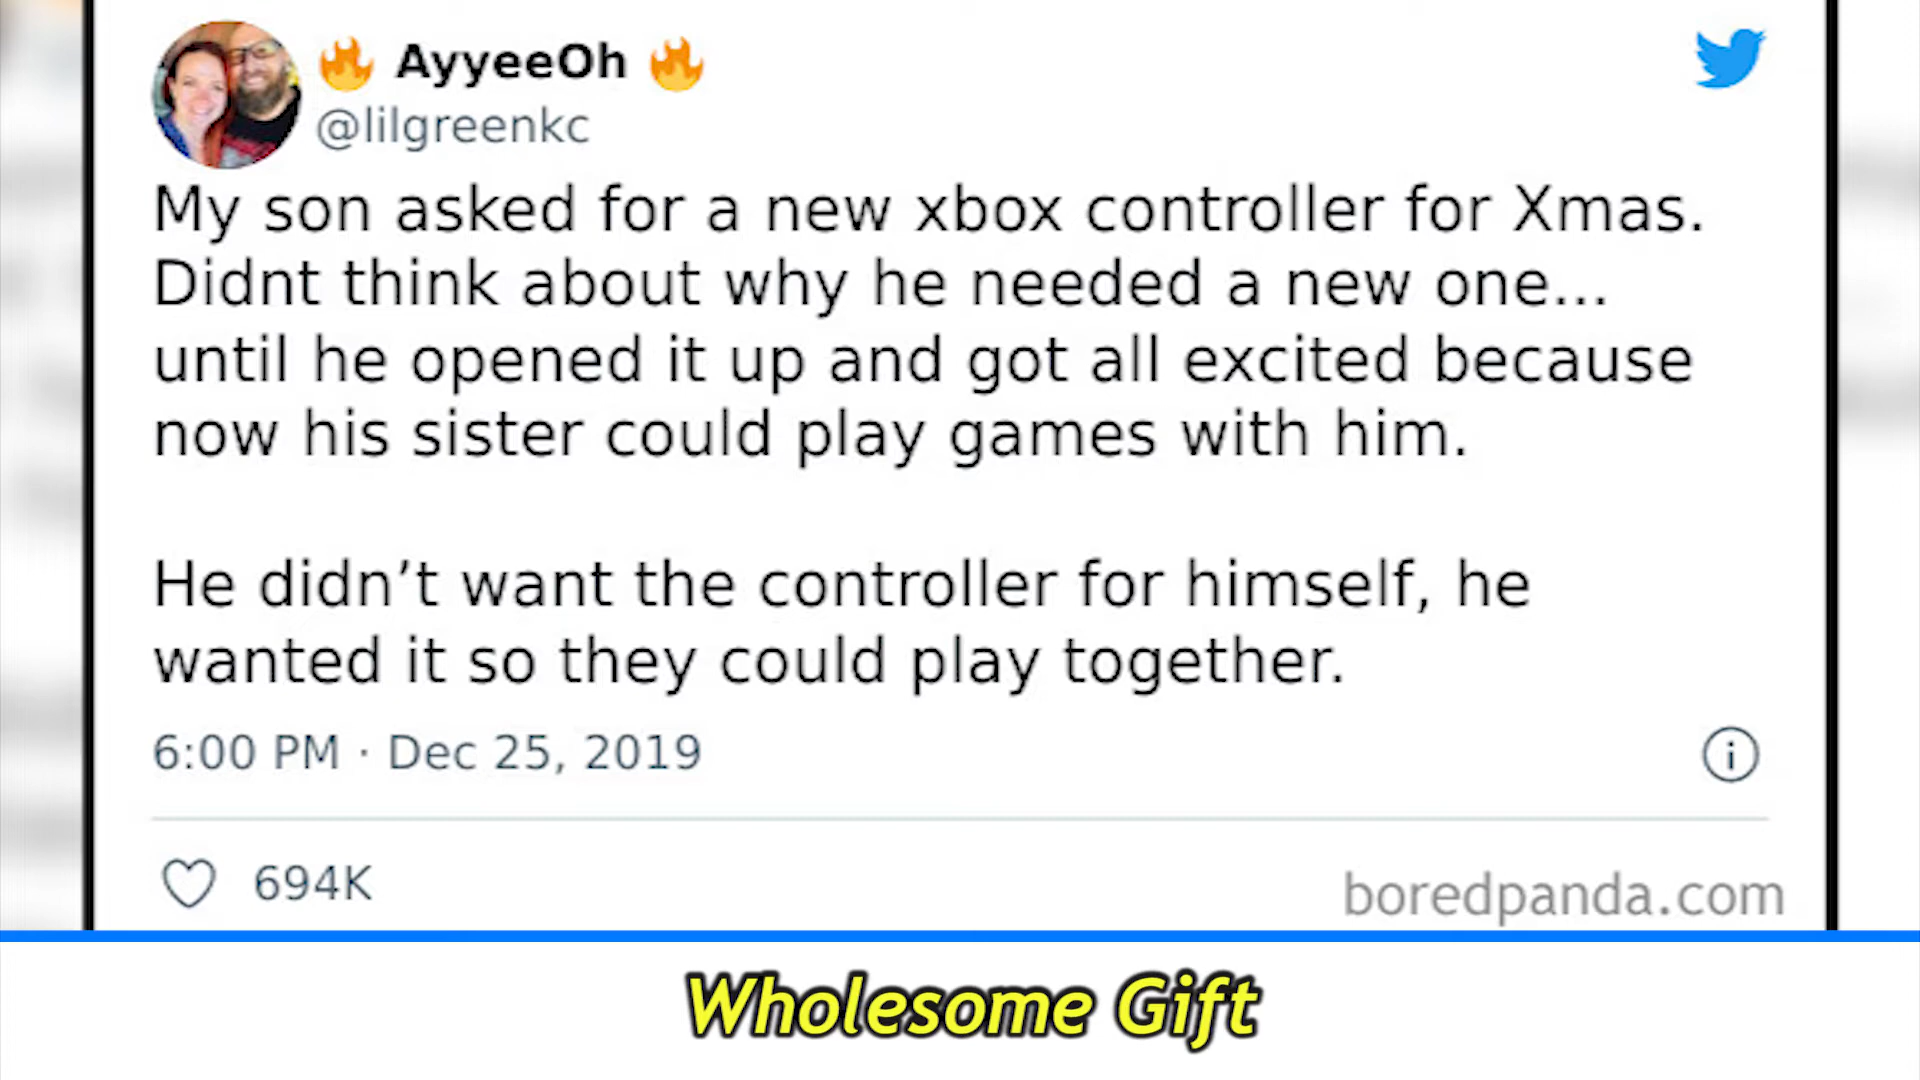 🔥 AyyeeOh 🔥
@lilgreenkc
My son asked for a new xbox controller for Xmas.
Didnt think about why he needed a new one...
until he opened it up and got all excited because
now his sister could play games with him.
He didn’t want the controller for himself, he
wanted it so they could play together.
6:00 PM · Dec 25, 2019
694K
boredpanda.com
Wholesome Gift